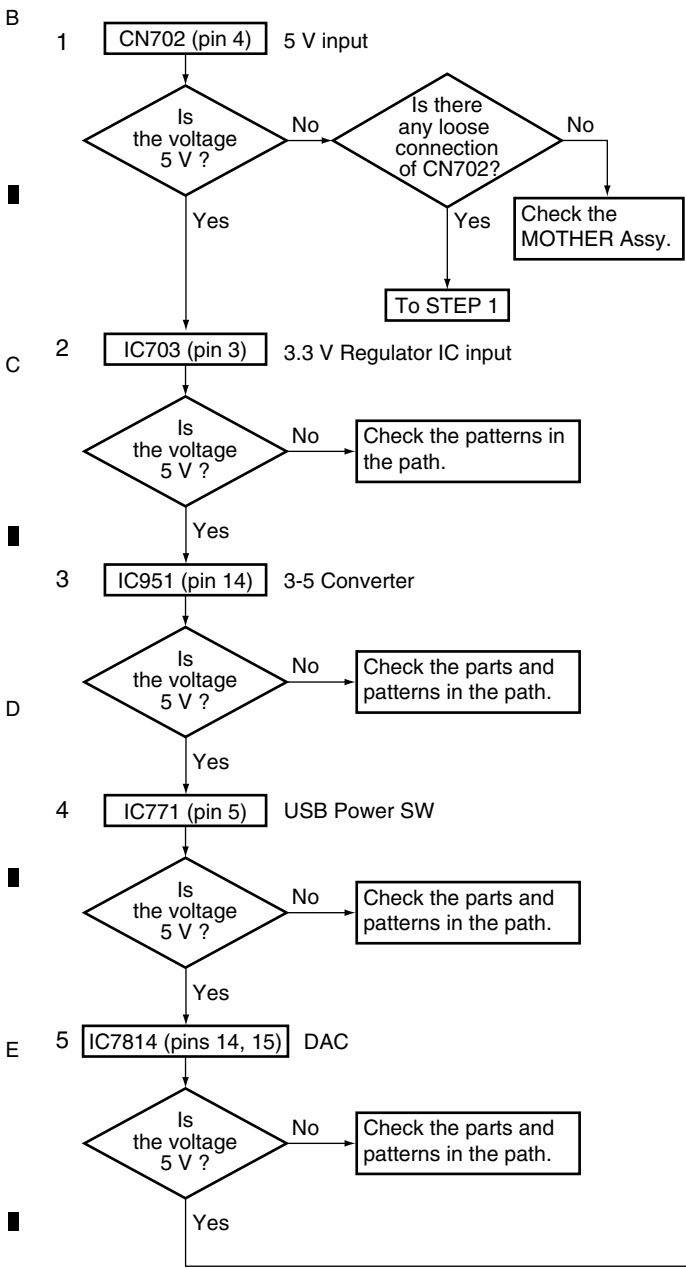 B
1 CN702 (pin 4) 5 V input
Is
the voltage
5 V ?
No
Is there
any loose
connection
of CN702?
No
Yes
Yes
Check the
MOTHER Assy.
To STEP 1
2 IC703 (pin 3) 3.3 V Regulator IC input
C
Is
the voltage
5 V ?
No
Check the patterns in
the path.
Yes
3 IC951 (pin 14) 3-5 Converter
Is
the voltage
5 V ?
No
Check the parts and
patterns in the path.
D
Yes
4 IC771 (pin 5) USB Power SW
Is
the voltage
5 V ?
No
Check the parts and
patterns in the path.
Yes
E
5 IC7814 (pins 14, 15) DAC
Is
the voltage
5 V ?
No
Check the parts and
patterns in the path.
Yes